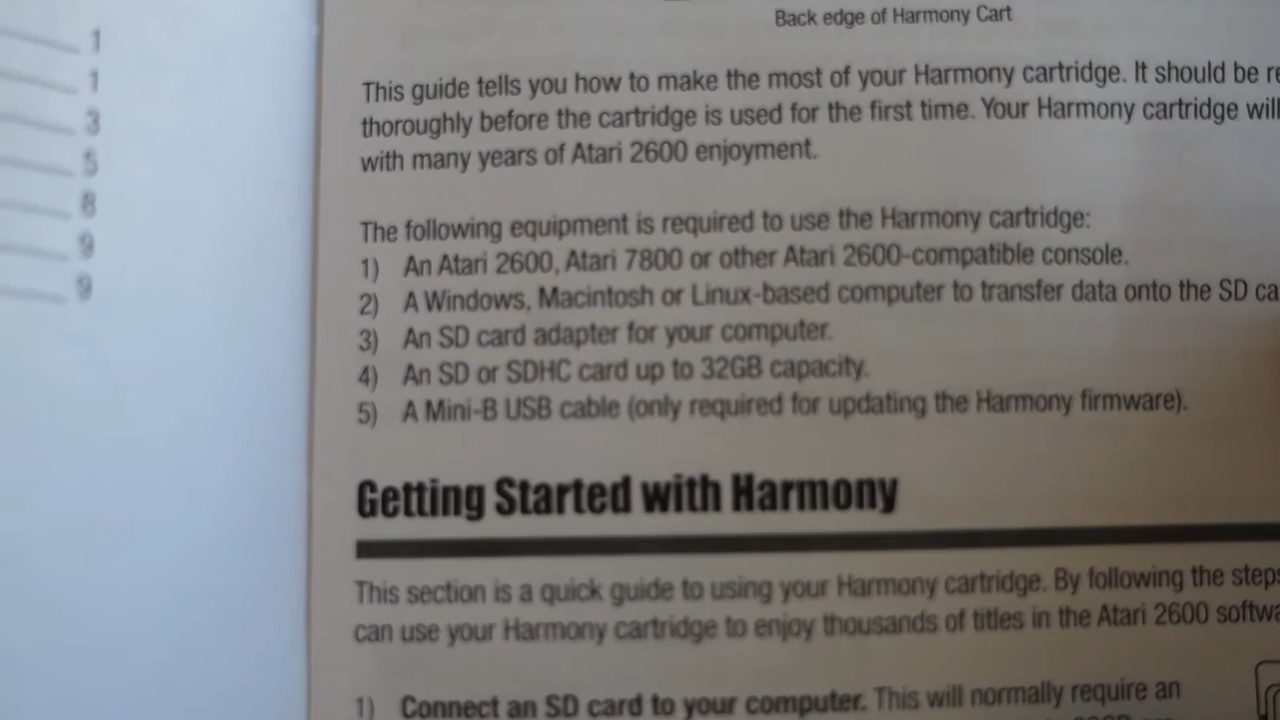 1
1
3
5
8
9
9
Back edge of Harmony Cart
This guide tells you how to make the most of your Harmony cartridge. It should be
thoroughly before the cartridge is used for the first time. Your Harmony cartridge will
with many years of Atari 2600 enjoyment.
The following equipment is required to use the Harmony cartridge:
1) An Atari 2600, Atari 7800 or other Atari 2600-compatible console.
2) A Windows, Macintosh or Linux-based computer to transfer data onto the SD ca
3) An SD card adapter for your computer.
4) An SD or SDHC card up to 32GB capacity.
5) A Mini-B USB cable (only required for updating the Harmony firmware).
Getting Started with Harmony
This section is a quick guide to using your Harmony cartridge. By following the steps
can use your Harmony cartridge to enjoy thousands of titles in the Atari 2600 softwa
1) Connect an SD card to your computer. This will normally require an